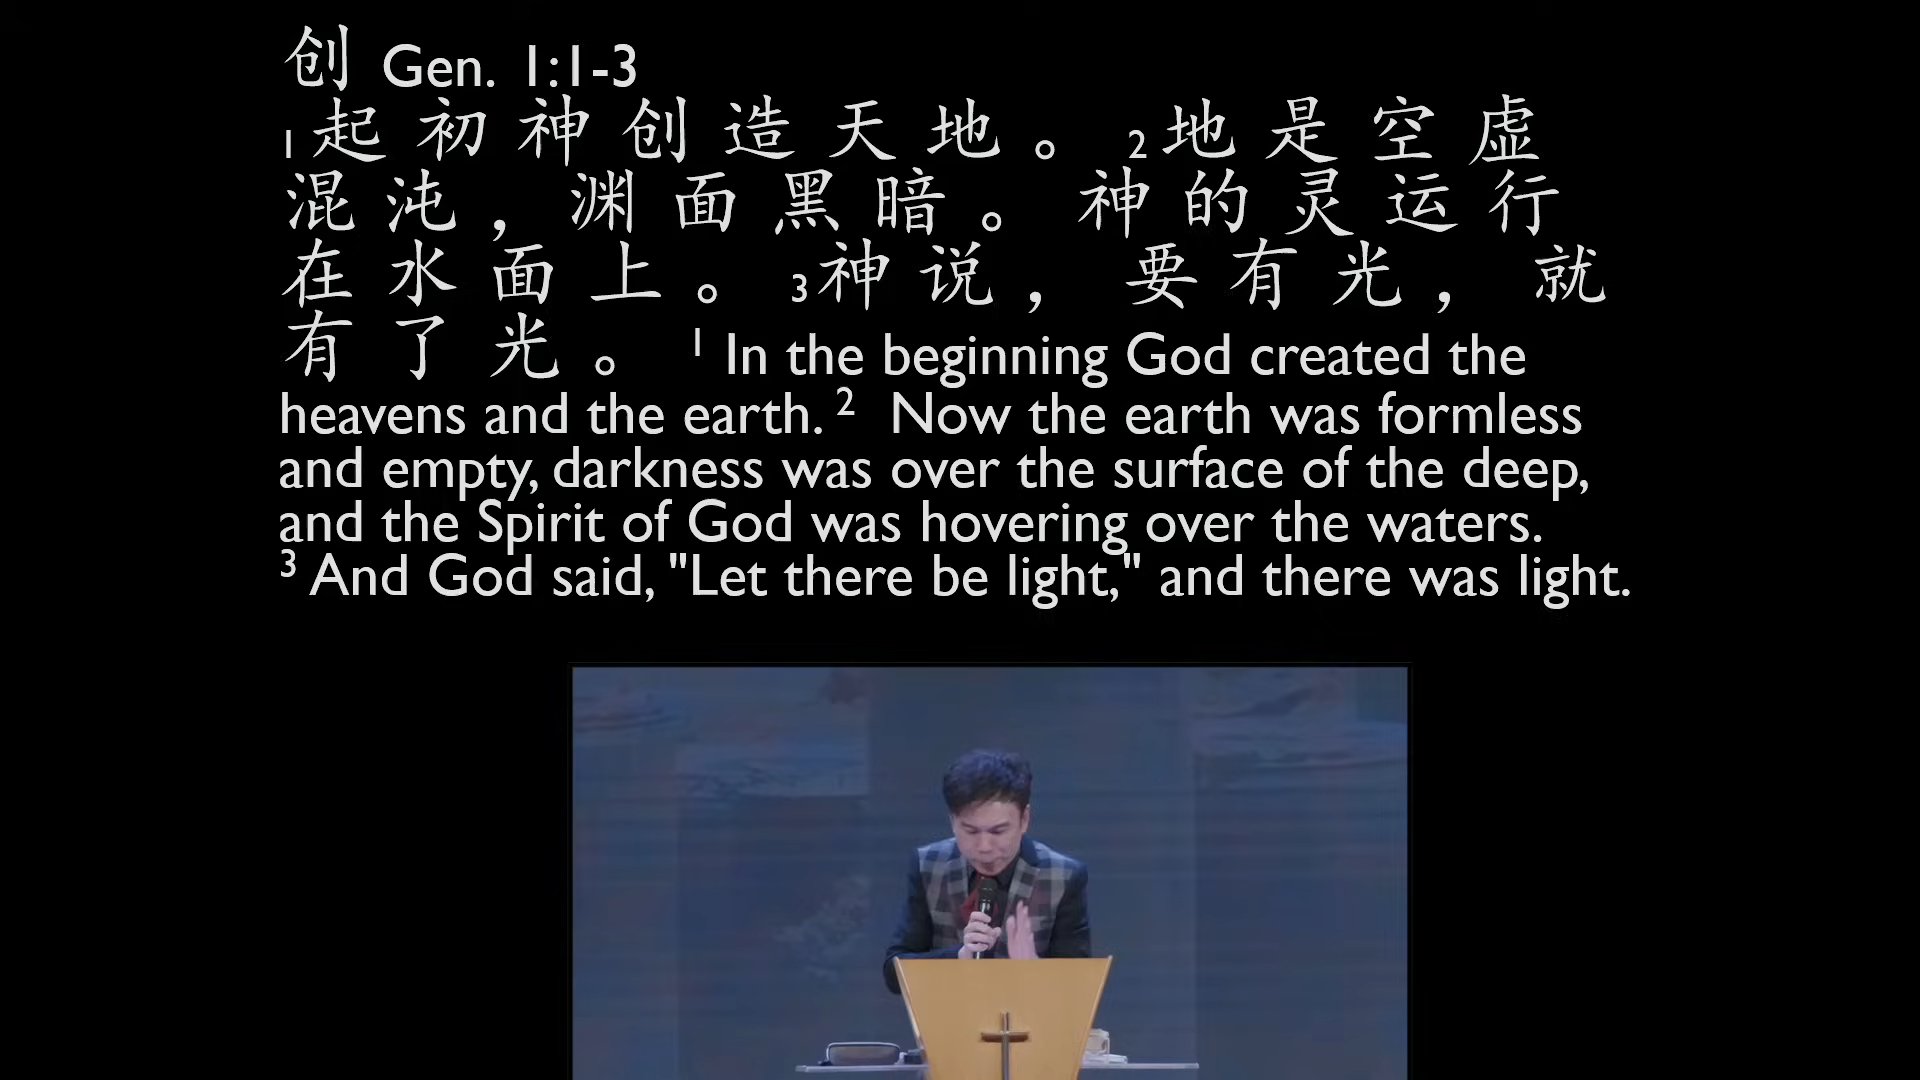 创 Gen. 1:1-3
1起初神创造天地。 2地是空虚
混沌，渊面黑暗。 神的灵运行
在水面上。 3神说， 要有光， 就
有了光。 1 In the beginning God created the
heavens and the earth. 2 Now the earth was formless
and empty, darkness was over the surface of the deep,
and the Spirit of God was hovering over the waters.
3 And God said, "Let there be light," and there was light.